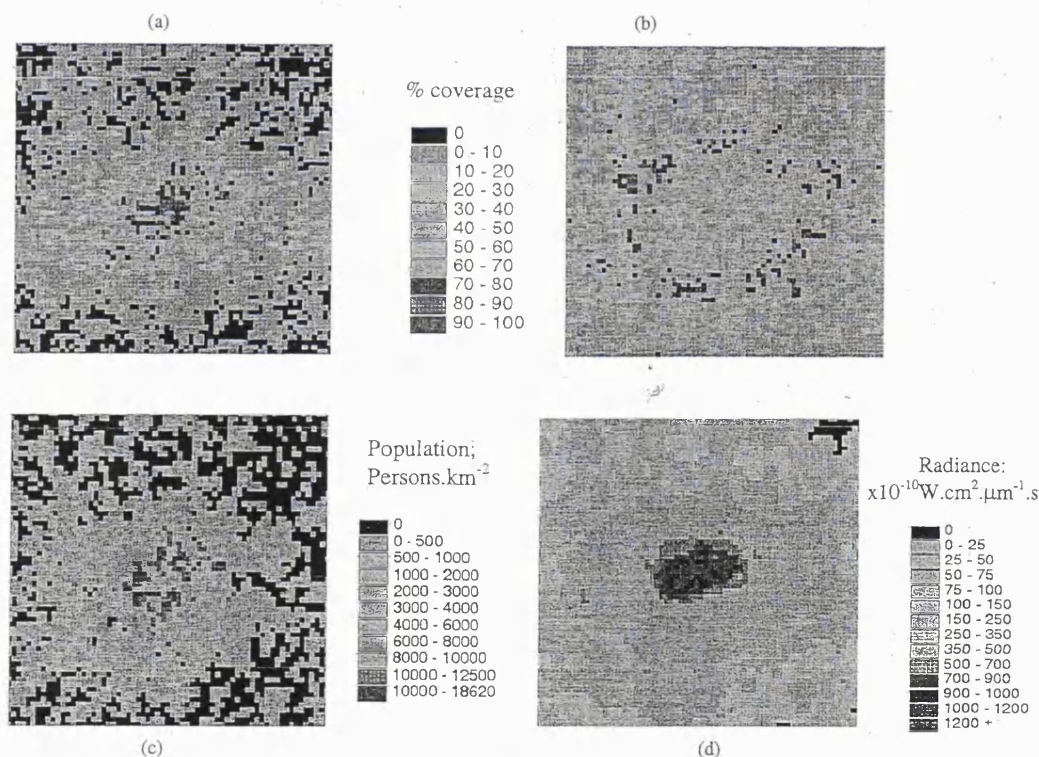 (a)
(b)
% coverage
0
0 - 10
10 - 20
20 - 30
30 - 40
40 - 50
50 - 60
60 - 70
70 - 80
80 - 90
90 - 100
Population;
Persons.km-2
0
0 - 500
500 - 1000
1000 - 2000
2000 - 3000
3000 - 4000
4000 - 6000
6000 - 8000
8000 - 10000
10000 - 12500
10000 - 18620
Radiance:
x10-10W.cm2.µm-1.s
0
0 - 25
25 - 50
50 - 75
75 - 100
100 - 150
150 - 250
250 - 350
350 - 500
500 - 700
700 - 900
900 - 1000
1000 - 1200
1200 +
(c)
(d)